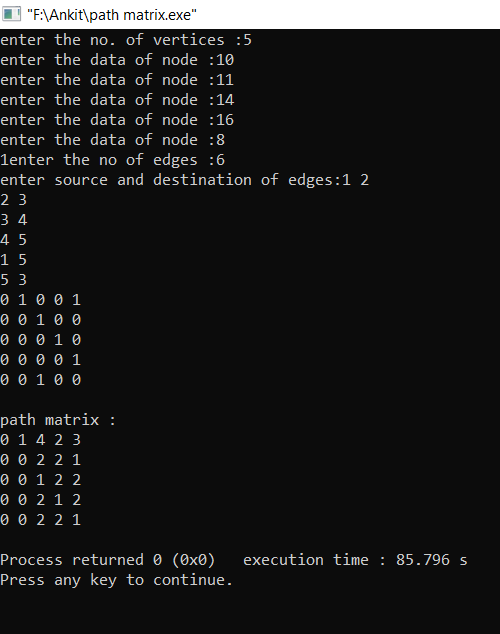 "F:\Ankit\path matrix.exe"
enter the no. of vertices :5
enter the data of node :10
enter the data of node :11
enter the data of node :14
enter the data of node :16
enter the data of node :8
1enter the no of edges :6
enter source and destination of edges:1 2
2 3
3 4
4 5
1 5
5 3
0 1 0 0 1
0 0 1 0 0
0 0 0 1 0
0 0 0 0 1
0 0 1 0 0
path matrix :
0 1 4 2 3
0 0 2 2 1
0 0 1 2 2
0 0 2 1 2
0 0 2 2 1
Process returned 0 (0x0)   execution time : 85.796 s
Press any key to continue.